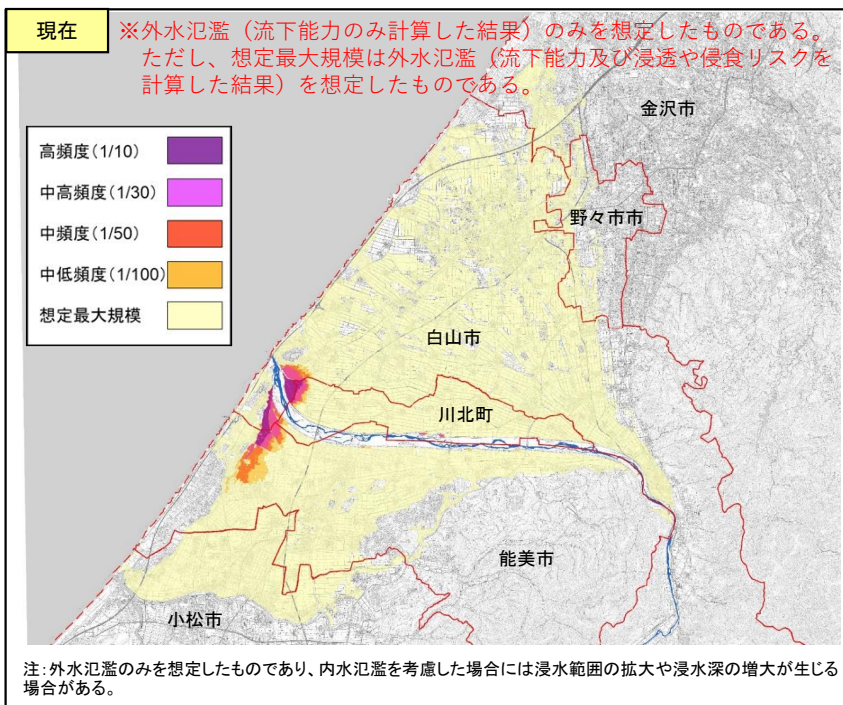 現在
※外水氾濫（流下能力のみ計算した結果）のみを想定したものである。
ただし、想定最大規模は外水氾濫（流下能力及び浸透や侵食リスクを
計算した結果）を想定したものである。
高頻度(1/10)
中高頻度(1/30)
中頻度(1/50)
中低頻度(1/100)
想定最大規模
金沢市
野々市市
白山市
川北町
能美市
小松市
注:外水氾濫のみを想定したものであり、内水氾濫を考慮した場合には浸水範囲の拡大や浸水深の増大が生じる
場合がある。